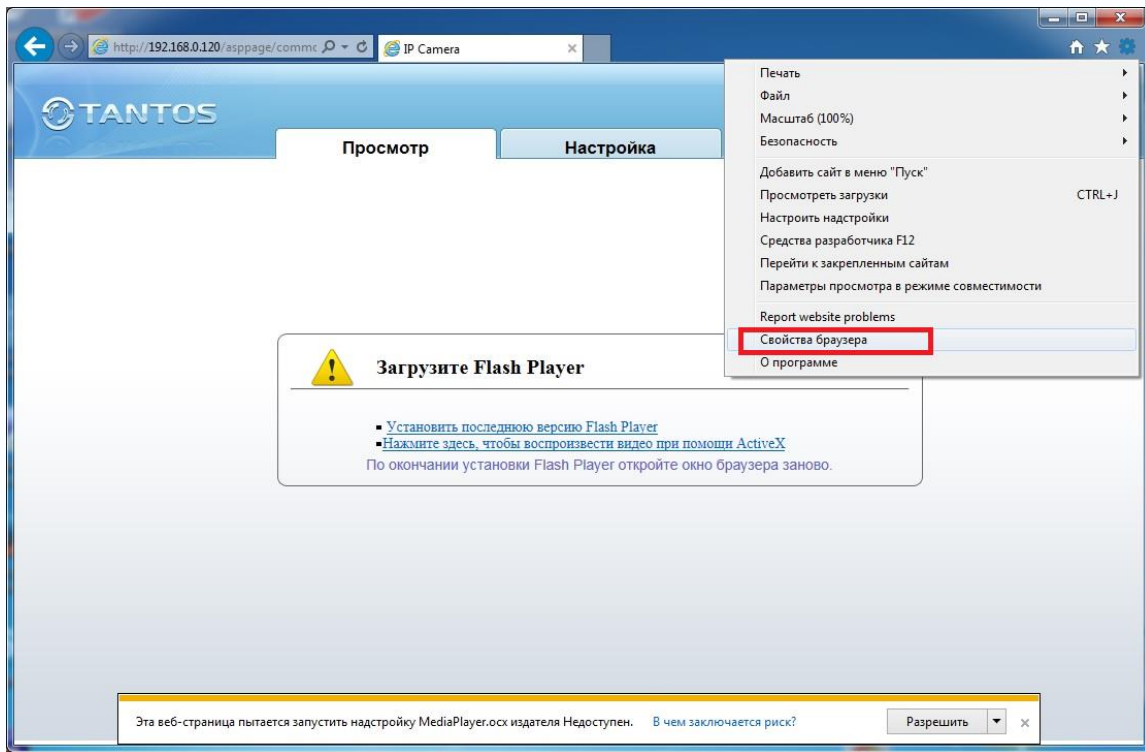 http://192.168.0.120/asppage/commc
IP Camera
TANTOS
Просмотр
Настройка
Печать
Файл
Масштаб (100%)
Безопасность
Добавить сайт в меню "Пуск"
Просмотреть загрузки CTRL+J
Настроить надстройки
Средства разработчика F12
Перейти к закрепленным сайтам
Параметры просмотра в режиме совместимости
Report website problems
Свойства браузера
О программе
Загрузите Flash Player
Установить последнюю версию Flash Player
Нажмите здесь, чтобы воспроизвести видео при помощи ActiveX
По окончании установки Flash Player откройте окно браузера заново.
Эта веб-страница пытается запустить надстройку MediaPlayer.ocx издателя Недоступен. В чем заключается риск? Разрешить